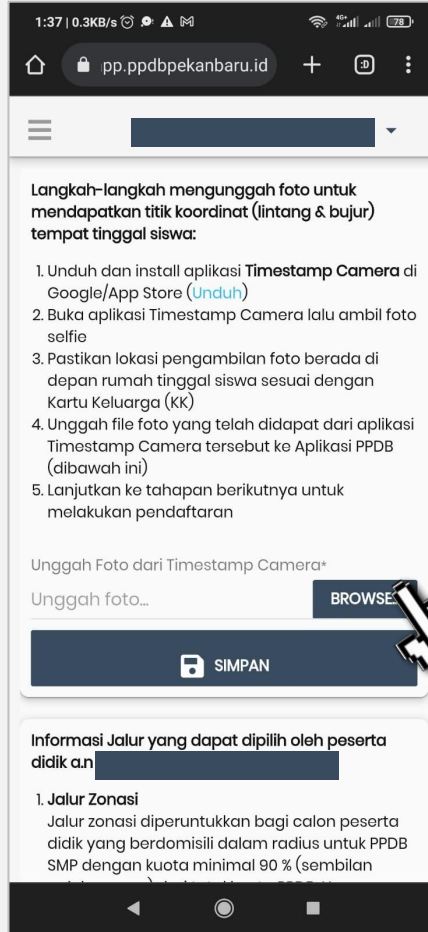 1:37 | 0.3KB/s
4G+
78
pp.ppdbpekanbaru.id
:D
Langkah-langkah mengunggah foto untuk
mendapatkan titik koordinat (lintang & bujur)
tempat tinggal siswa:
1. Unduh dan install aplikasi Timestamp Camera di
Google/App Store (Unduh)
2. Buka aplikasi Timestamp Camera lalu ambil foto
selfie
3. Pastikan lokasi pengambilan foto berada di
depan rumah tinggal siswa sesuai dengan
Kartu Keluarga (KK)
4. Unggah file foto yang telah didapat dari aplikasi
Timestamp Camera tersebut ke Aplikasi PPDB
(dibawah ini)
5. Lanjutkan ke tahapan berikutnya untuk
melakukan pendaftaran
Unggah Foto dari Timestamp Camera*
Unggah foto...
BROWSE
SIMPAN
Informasi Jalur yang dapat dipilih oleh peserta
didik a.n
1. Jalur Zonasi
Jalur zonasi diperuntukkan bagi calon peserta
didik yang berdomisili dalam radius untuk PPDB
SMP dengan kuota minimal 90 % (sembilan